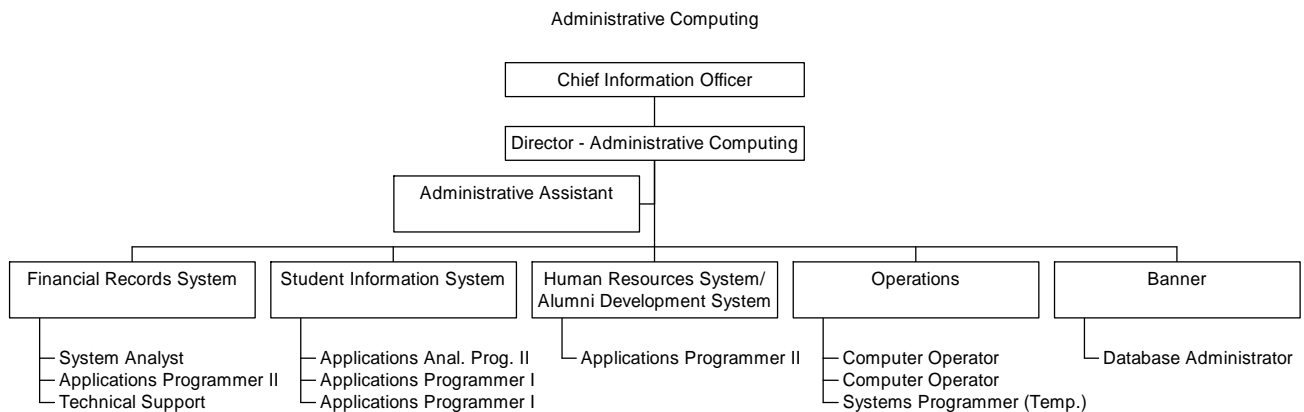 Administrative Computing
Chief Information Officer
Director - Administrative Computing
Administrative Assistant
Financial Records System
System Analyst
Applications Programmer II
Technical Support
Student Information System
Applications Anal. Prog. II
Applications Programmer I
Applications Programmer I
Human Resources System/
Alumni Development System
Applications Programmer II
Operations
Computer Operator
Computer Operator
Systems Programmer (Temp.)
Banner
Database Administrator